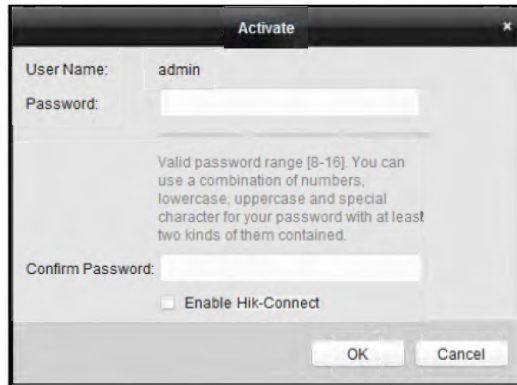 Activate
×
User Name: admin
Password:
Valid password range [8-16]. You can
use a combination of numbers,
lowercase, uppercase and special
character for your password with at least
two kinds of them contained.
Confirm Password:
Enable Hik-Connect
OK Cancel